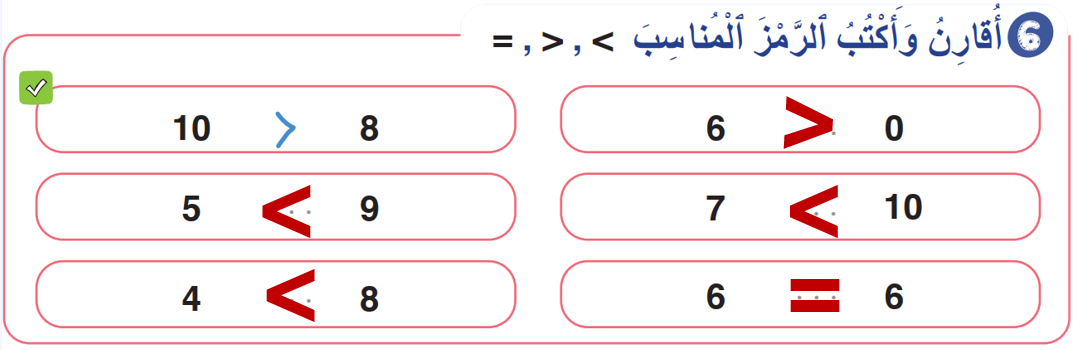 6 أُقارِنُ وَأَكْتُبُ ٱلرَّمْزَ ٱلْمُناسِبَ < , > , =
10 > 8
6 > 0
5 < 9
7 < 10
4 < 8
6 = 6